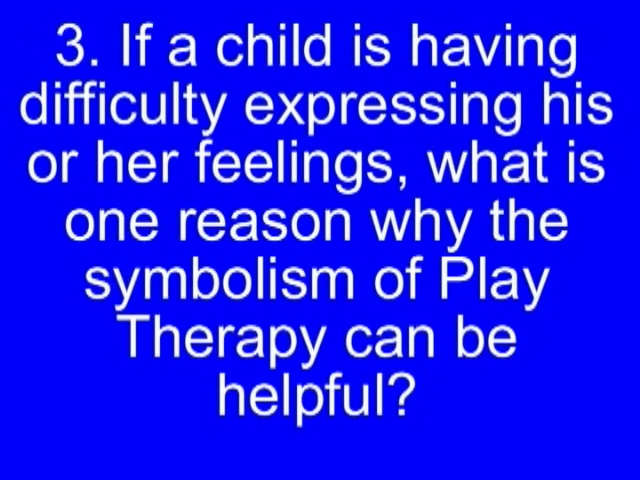 3. If a child is having
difficulty expressing his
or her feelings, what is
one reason why the
symbolism of Play
Therapy can be
helpful?